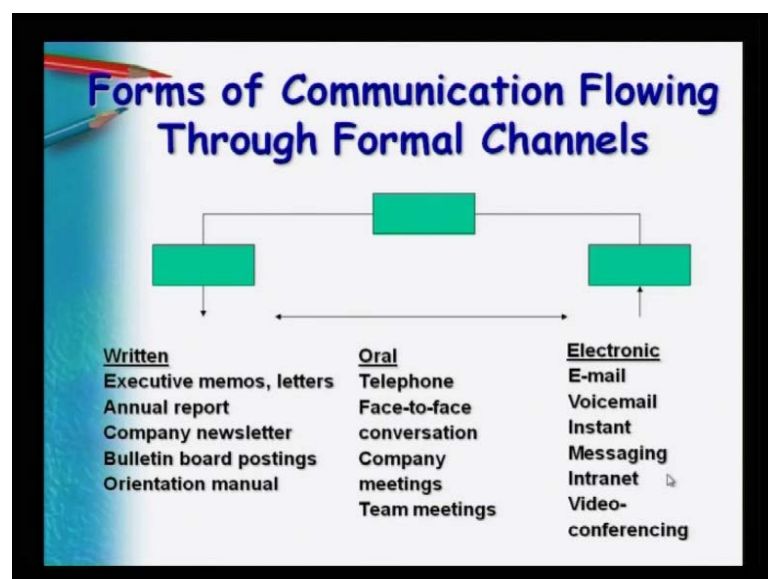 Forms of Communication Flowing
Through Formal Channels
Written
Executive memos, letters
Annual report
Company newsletter
Bulletin board postings
Orientation manual
Oral
Telephone
Face-to-face
conversation
Company
meetings
Team meetings
Electronic
E-mail
Voicemail
Instant
Messaging
Intranet
Video-
conferencing